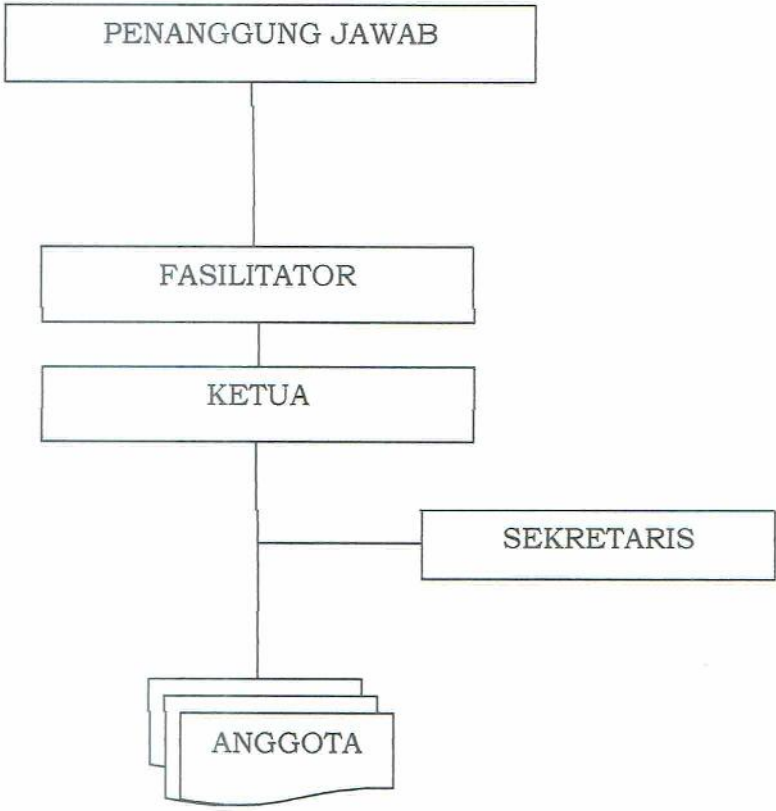 PENANGGUNG JAWAB
FASILITATOR
KETUA
SEKRETARIS
ANGGOTA